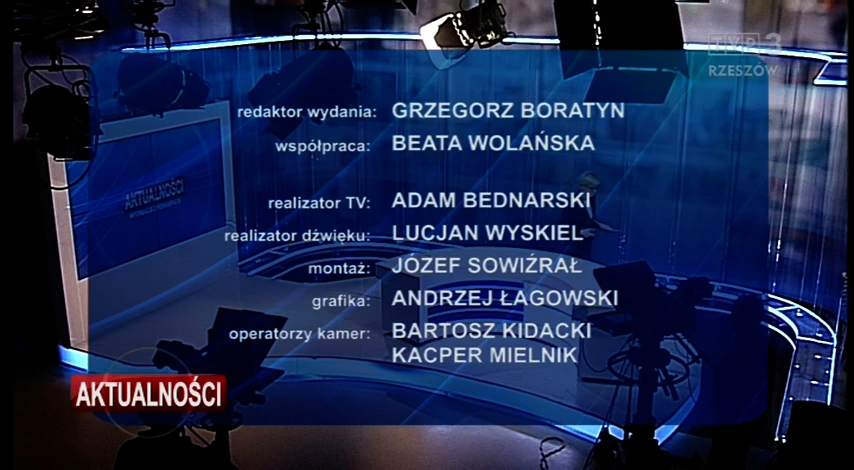 TVP3
RZESZÓW
redaktor wydania: GRZEGORZ BORATYN
współpraca: BEATA WOLAŃSKA
realizator TV: ADAM BEDNARSKI
realizator dźwięku: LUCJAN WYSKIEL
montaż: JÓZEF SOWIŹRAŁ
grafika: ANDRZEJ ŁAGOWSKI
operatorzy kamer: BARTOSZ KIDACKI
KACPER MIELNIK
AKTUALNOŚCI
AKTUALNOŚCI